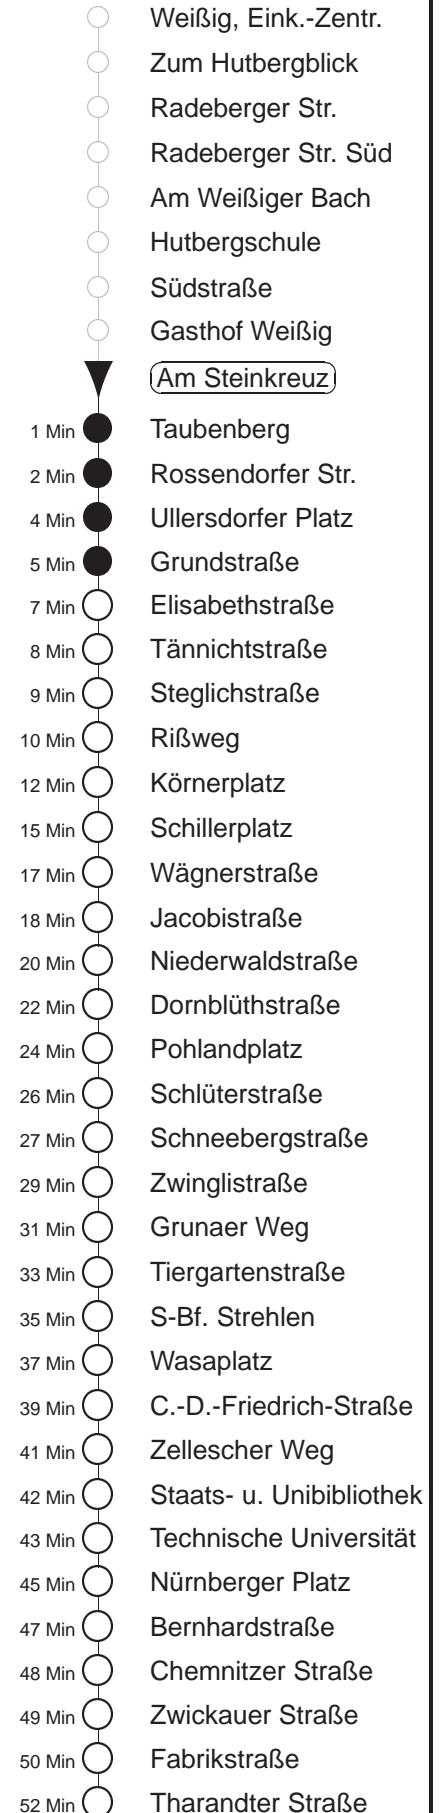 Weißig, Eink.-Zentr.
Zum Hutbergblick
Radeberger Str.
Radeberger Str. Süd
Am Weißiger Bach
Hutbergschule
Südstraße
Gasthof Weißig
Am Steinkreuz
1 Min Taubenberg
2 Min Rossendorfer Str.
4 Min Ullersdorfer Platz
5 Min Grundstraße
7 Min Elisabethstraße
8 Min Tännichtstraße
9 Min Steglichstraße
10 Min Rißweg
12 Min Körnerplatz
15 Min Schillerplatz
17 Min Wägnerstraße
18 Min Jacobistraße
20 Min Niederwaldstraße
22 Min Dornblüthstraße
24 Min Pohlandplatz
26 Min Schlüterstraße
27 Min Schneebergstraße
29 Min Zwinglistraße
31 Min Grunaer Weg
33 Min Tiergartenstraße
35 Min S-Bf. Strehlen
37 Min Wasaplatz
39 Min C.-D.-Friedrich-Straße
41 Min Zellescher Weg
42 Min Staats- u. Unibibliothek
43 Min Technische Universität
45 Min Nürnberger Platz
47 Min Bernhardstraße
48 Min Chemnitzer Straße
49 Min Zwickauer Straße
50 Min Fabrikstraße
52 Min Tharandter Straße